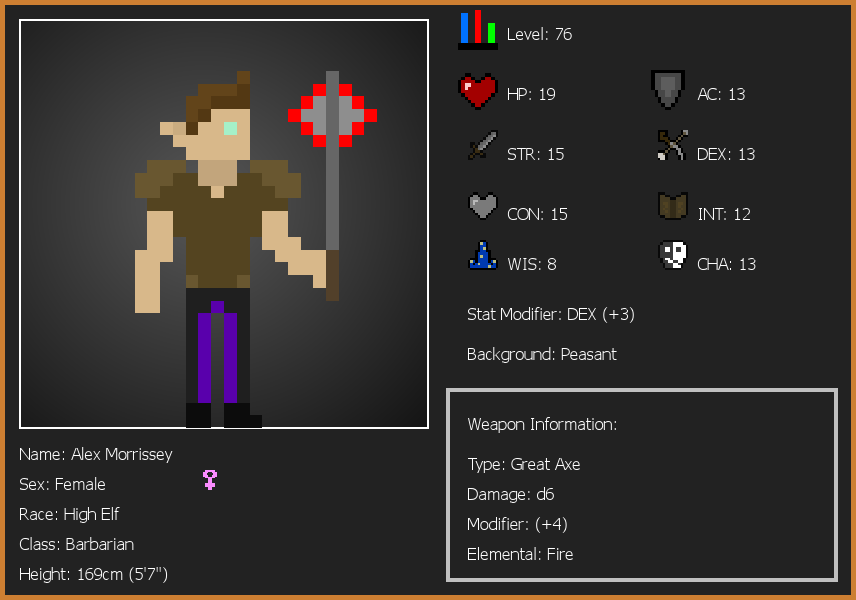 Level: 76
HP: 19
AC: 13
STR: 15
DEX: 13
CON: 15
INT: 12
WIS: 8
CHA: 13
Stat Modifier: DEX (+3)
Background: Peasant
Weapon Information:
Type: Great Axe
Damage: d6
Modifier: (+4)
Elemental: Fire
Name: Alex Morrissey
Sex: Female
Race: High Elf
Class: Barbarian
Height: 169cm (5'7")